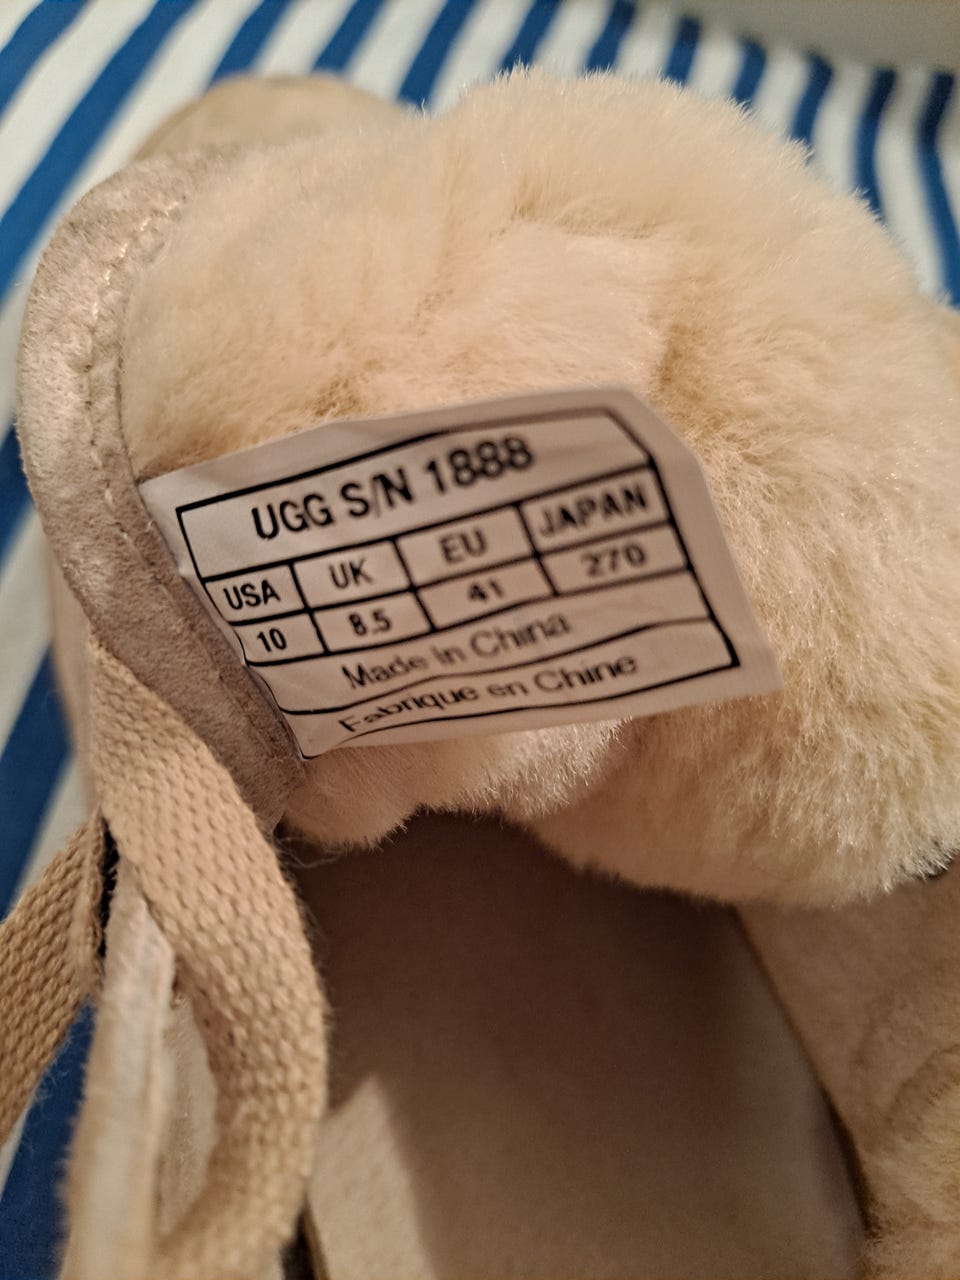 UGG S/N 1888
USA UK EU JAPAN
10 8.5 41 270
Made In China
Fabrique en Chine